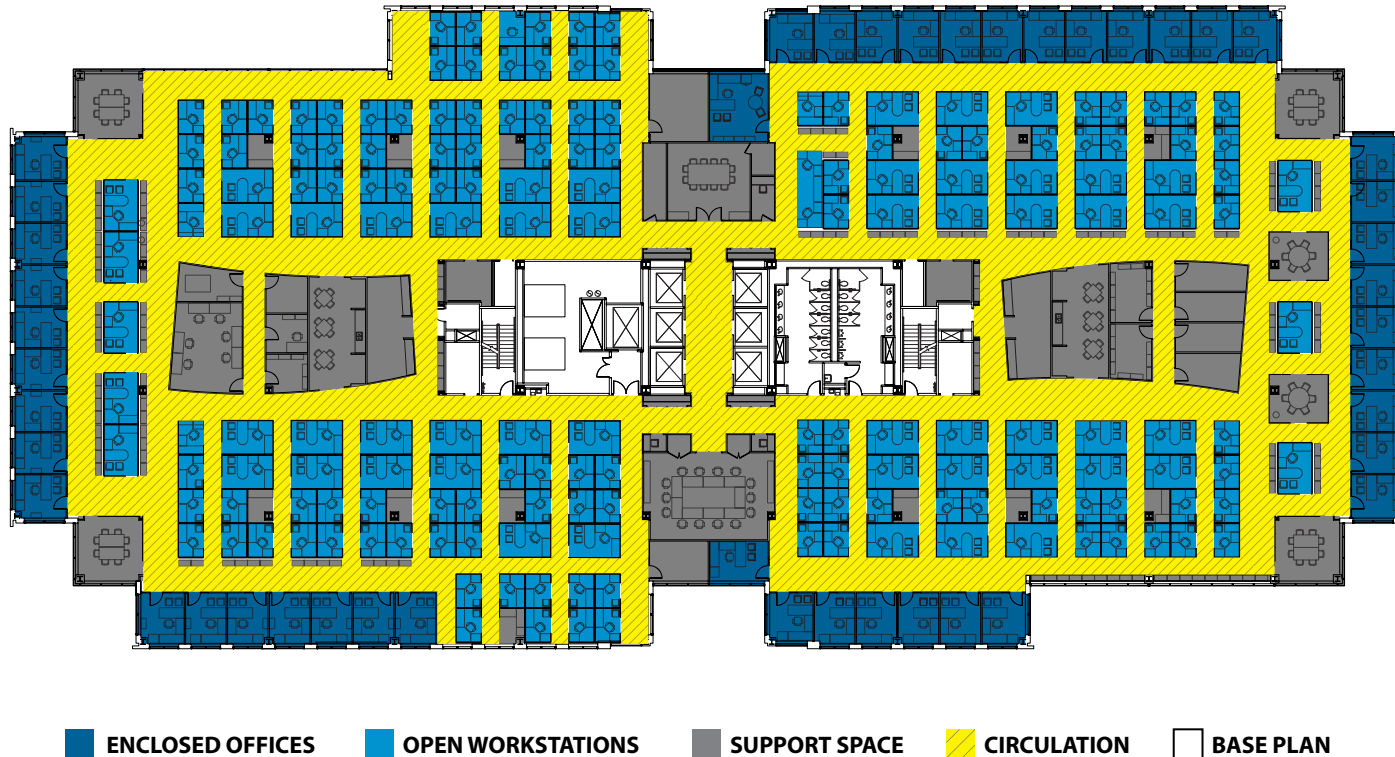 ENCLOSED OFFICES
OPEN WORKSTATIONS
SUPPORT SPACE
CIRCULATION
BASE PLAN